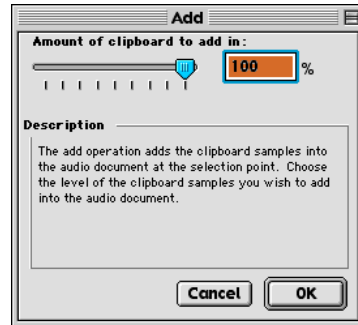 Add
Amount of clipboard to add in:
100 %
Description
The add operation adds the clipboard samples into
the audio document at the selection point. Choose
the level of the clipboard samples you wish to add
into the audio document.
Cancel OK